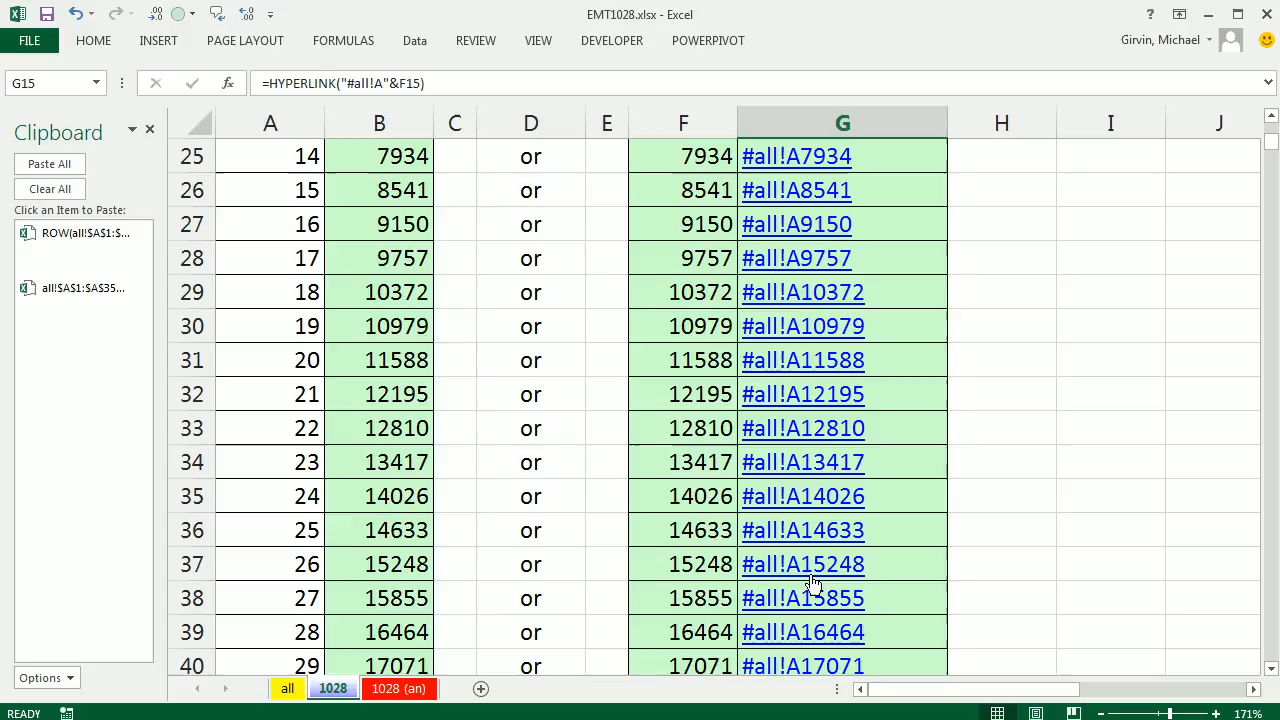 EMT1028.xlsx - Excel
FILE HOME INSERT PAGE LAYOUT FORMULAS Data REVIEW VIEW DEVELOPER POWERPIVOT Girvin, Michael
G15 =HYPERLINK("#all!A"&F15)
Clipboard
Paste All
Clear All
Click an Item to Paste:
ROW(all!$A$1:$...
all!$A$1:$A$35...
Options
A B C D E F G H I J
25 14 7934 or 7934 #all!A7934
26 15 8541 or 8541 #all!A8541
27 16 9150 or 9150 #all!A9150
28 17 9757 or 9757 #all!A9757
29 18 10372 or 10372 #all!A10372
30 19 10979 or 10979 #all!A10979
31 20 11588 or 11588 #all!A11588
32 21 12195 or 12195 #all!A12195
33 22 12810 or 12810 #all!A12810
34 23 13417 or 13417 #all!A13417
35 24 14026 or 14026 #all!A14026
36 25 14633 or 14633 #all!A14633
37 26 15248 or 15248 #all!A15248
38 27 15855 or 15855 #all!A15855
39 28 16464 or 16464 #all!A16464
40 29 17071 or 17071 #all!A17071
all 1028 1028 (an)
READY 171%